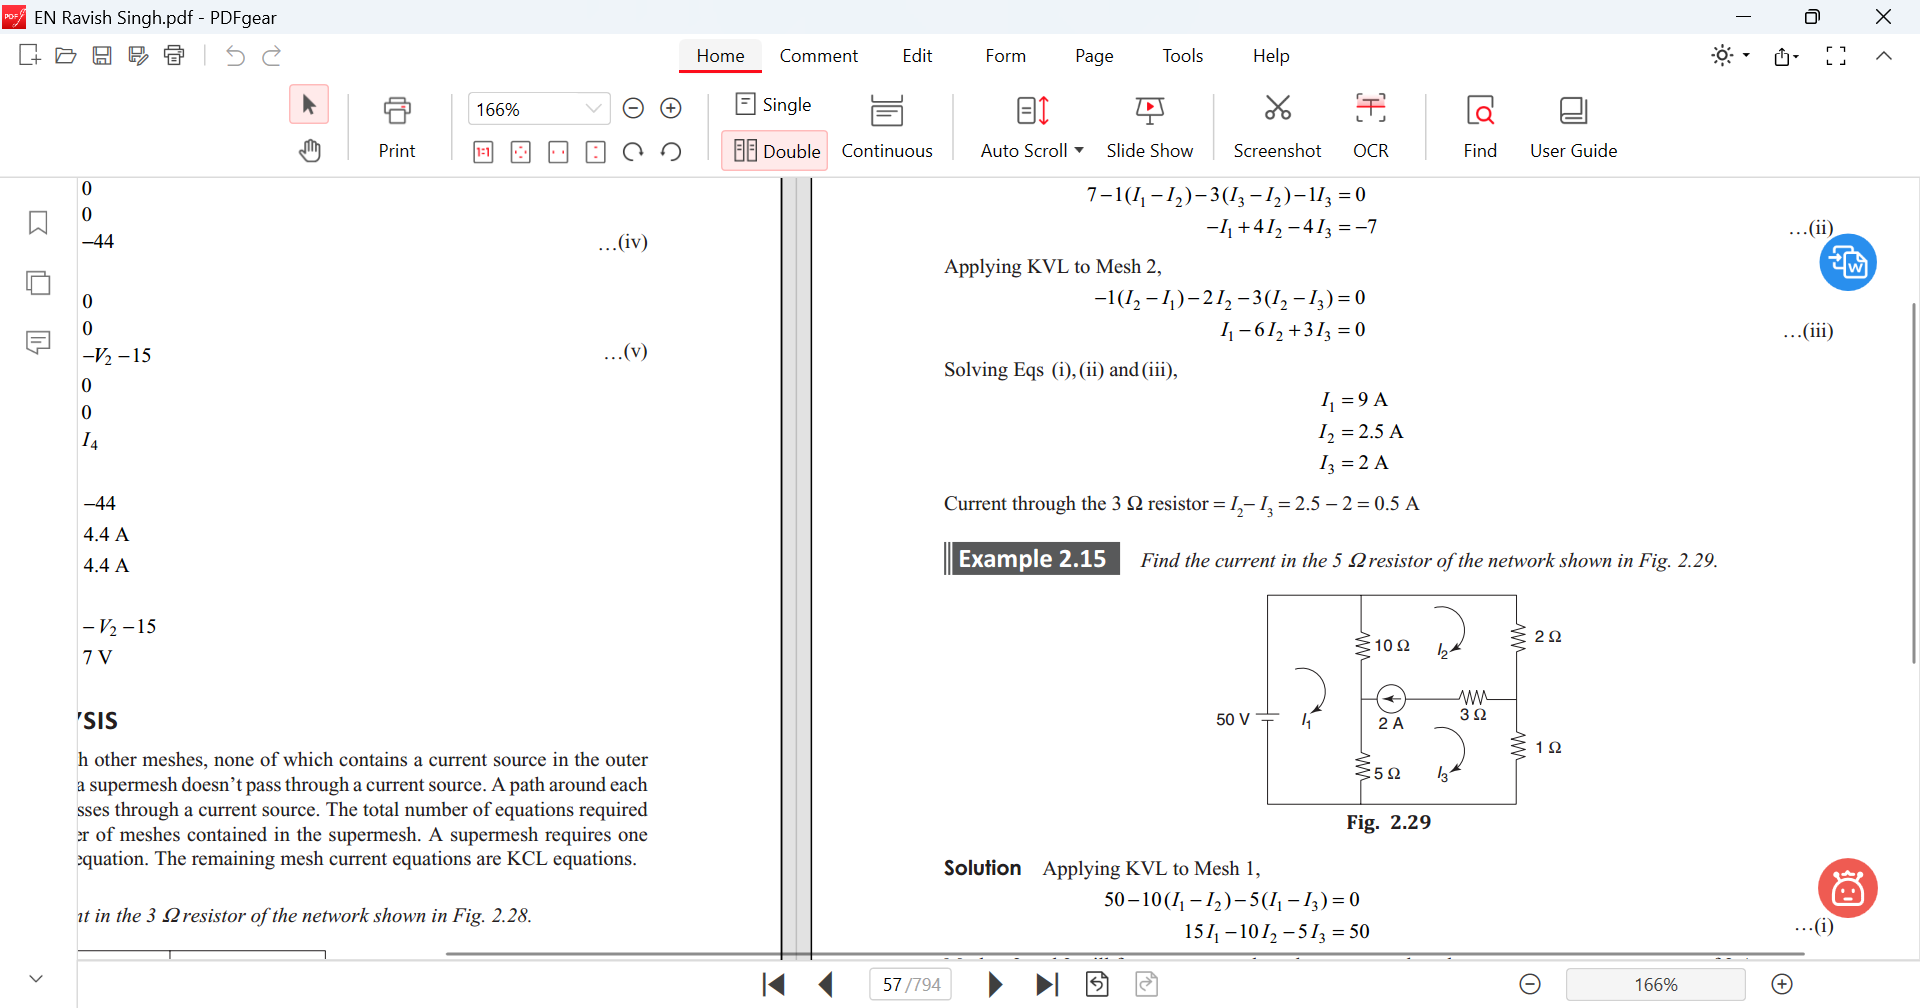 EN Ravish Singh.pdf - PDFgear
Home Comment Edit Form Page Tools Help
Print
166%
1:1
Single
Double
Continuous
Auto Scroll
Slide Show
Screenshot
OCR
Find
User Guide
0
0
–44 ...(iv)
0
0
–V2 –15 ...(v)
0
0
I4
–44
4.4 A
4.4 A
– V2 –15
7 V
YSIS
h other meshes, none of which contains a current source in the outer
a supermesh doesn't pass through a current source. A path around each
sses through a current source. The total number of equations required
er of meshes contained in the supermesh. A supermesh requires one
equation. The remaining mesh current equations are KCL equations.
nt in the 3 Ω resistor of the network shown in Fig. 2.28.
7–1(I1 –I2)–3(I3 –I2)–1I3 = 0
–I1 +4I2 –4I3 = –7 ...(ii)
Applying KVL to Mesh 2,
–1(I2 –I1)–2I2 –3(I2 –I3) = 0
I1 –6I2 +3I3 = 0 ...(iii)
Solving Eqs (i), (ii) and (iii),
I1 = 9 A
I2 = 2.5 A
I3 = 2 A
Current through the 3 Ω resistor = I2– I3 = 2.5 – 2 = 0.5 A
Example 2.15 Find the current in the 5 Ω resistor of the network shown in Fig. 2.29.
10 Ω
I2
2 Ω
50 V
I1
2 A
3 Ω
5 Ω
I3
1 Ω
Fig. 2.29
Solution Applying KVL to Mesh 1,
50–10(I1 –I2)–5(I1 –I3) = 0
15I1 –10I2 –5I3 = 50 ...(i)
57 /794
166%